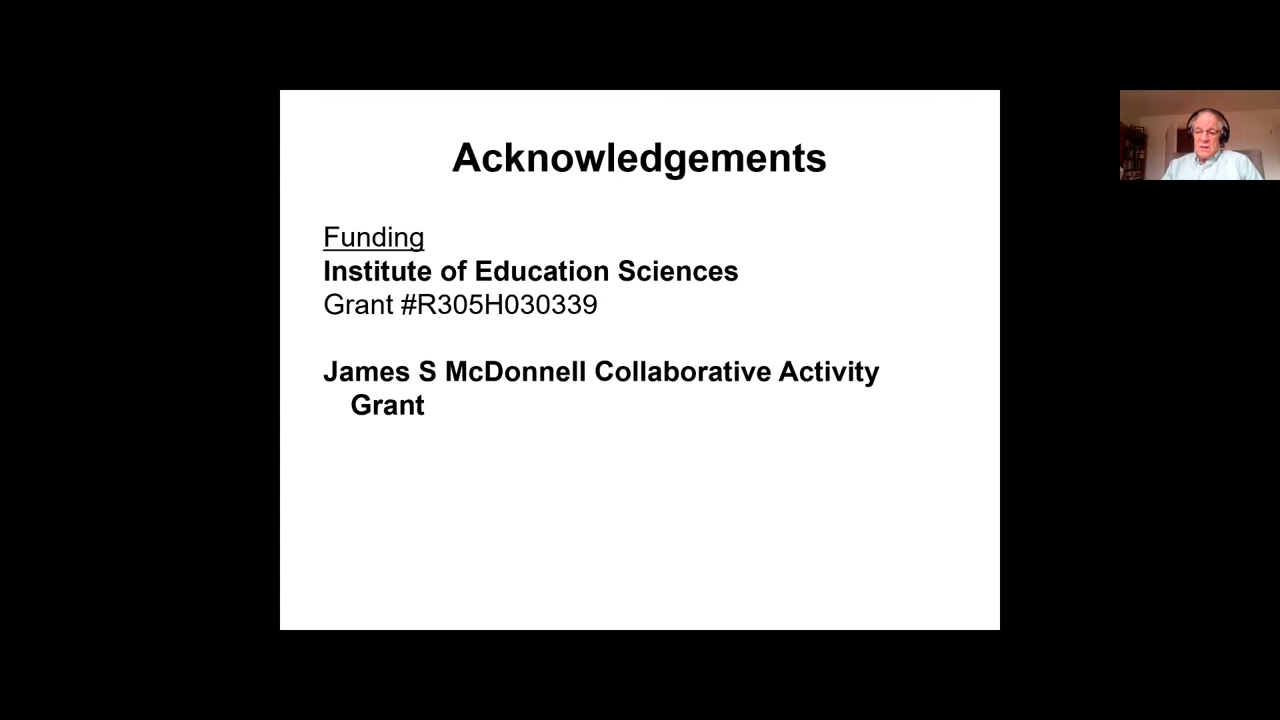 Acknowledgements
Funding
Institute of Education Sciences
Grant #R305H030339
James S McDonnell Collaborative Activity
Grant